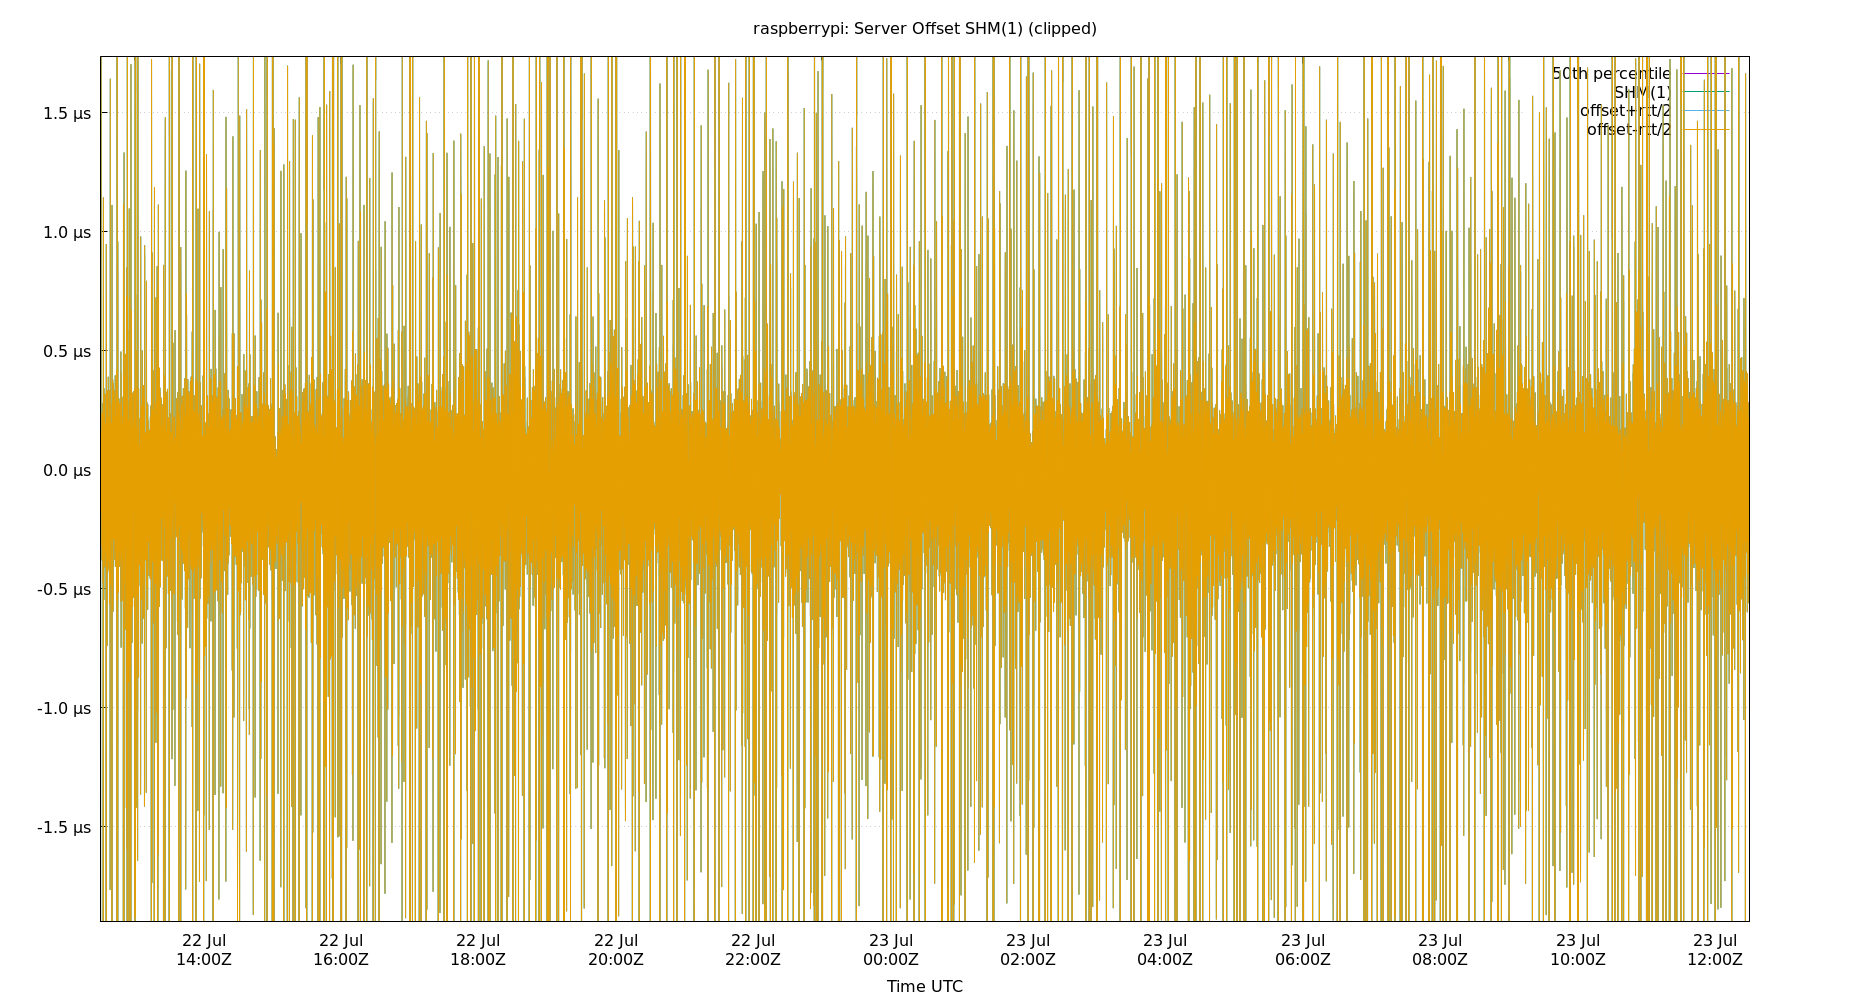 raspberrypi: Server Offset SHM(1) (clipped)
50th percentile
SHM(1)
offset+rtt/2
offset-rtt/2
1.5 µs
1.0 µs
0.5 µs
0.0 µs
-0.5 µs
-1.0 µs
-1.5 µs
22 Jul 22 Jul 22 Jul 22 Jul 22 Jul 23 Jul 23 Jul 23 Jul 23 Jul 23 Jul 23 Jul 23 Jul
14:00Z 16:00Z 18:00Z 20:00Z 22:00Z 00:00Z 02:00Z 04:00Z 06:00Z 08:00Z 10:00Z 12:00Z
Time UTC